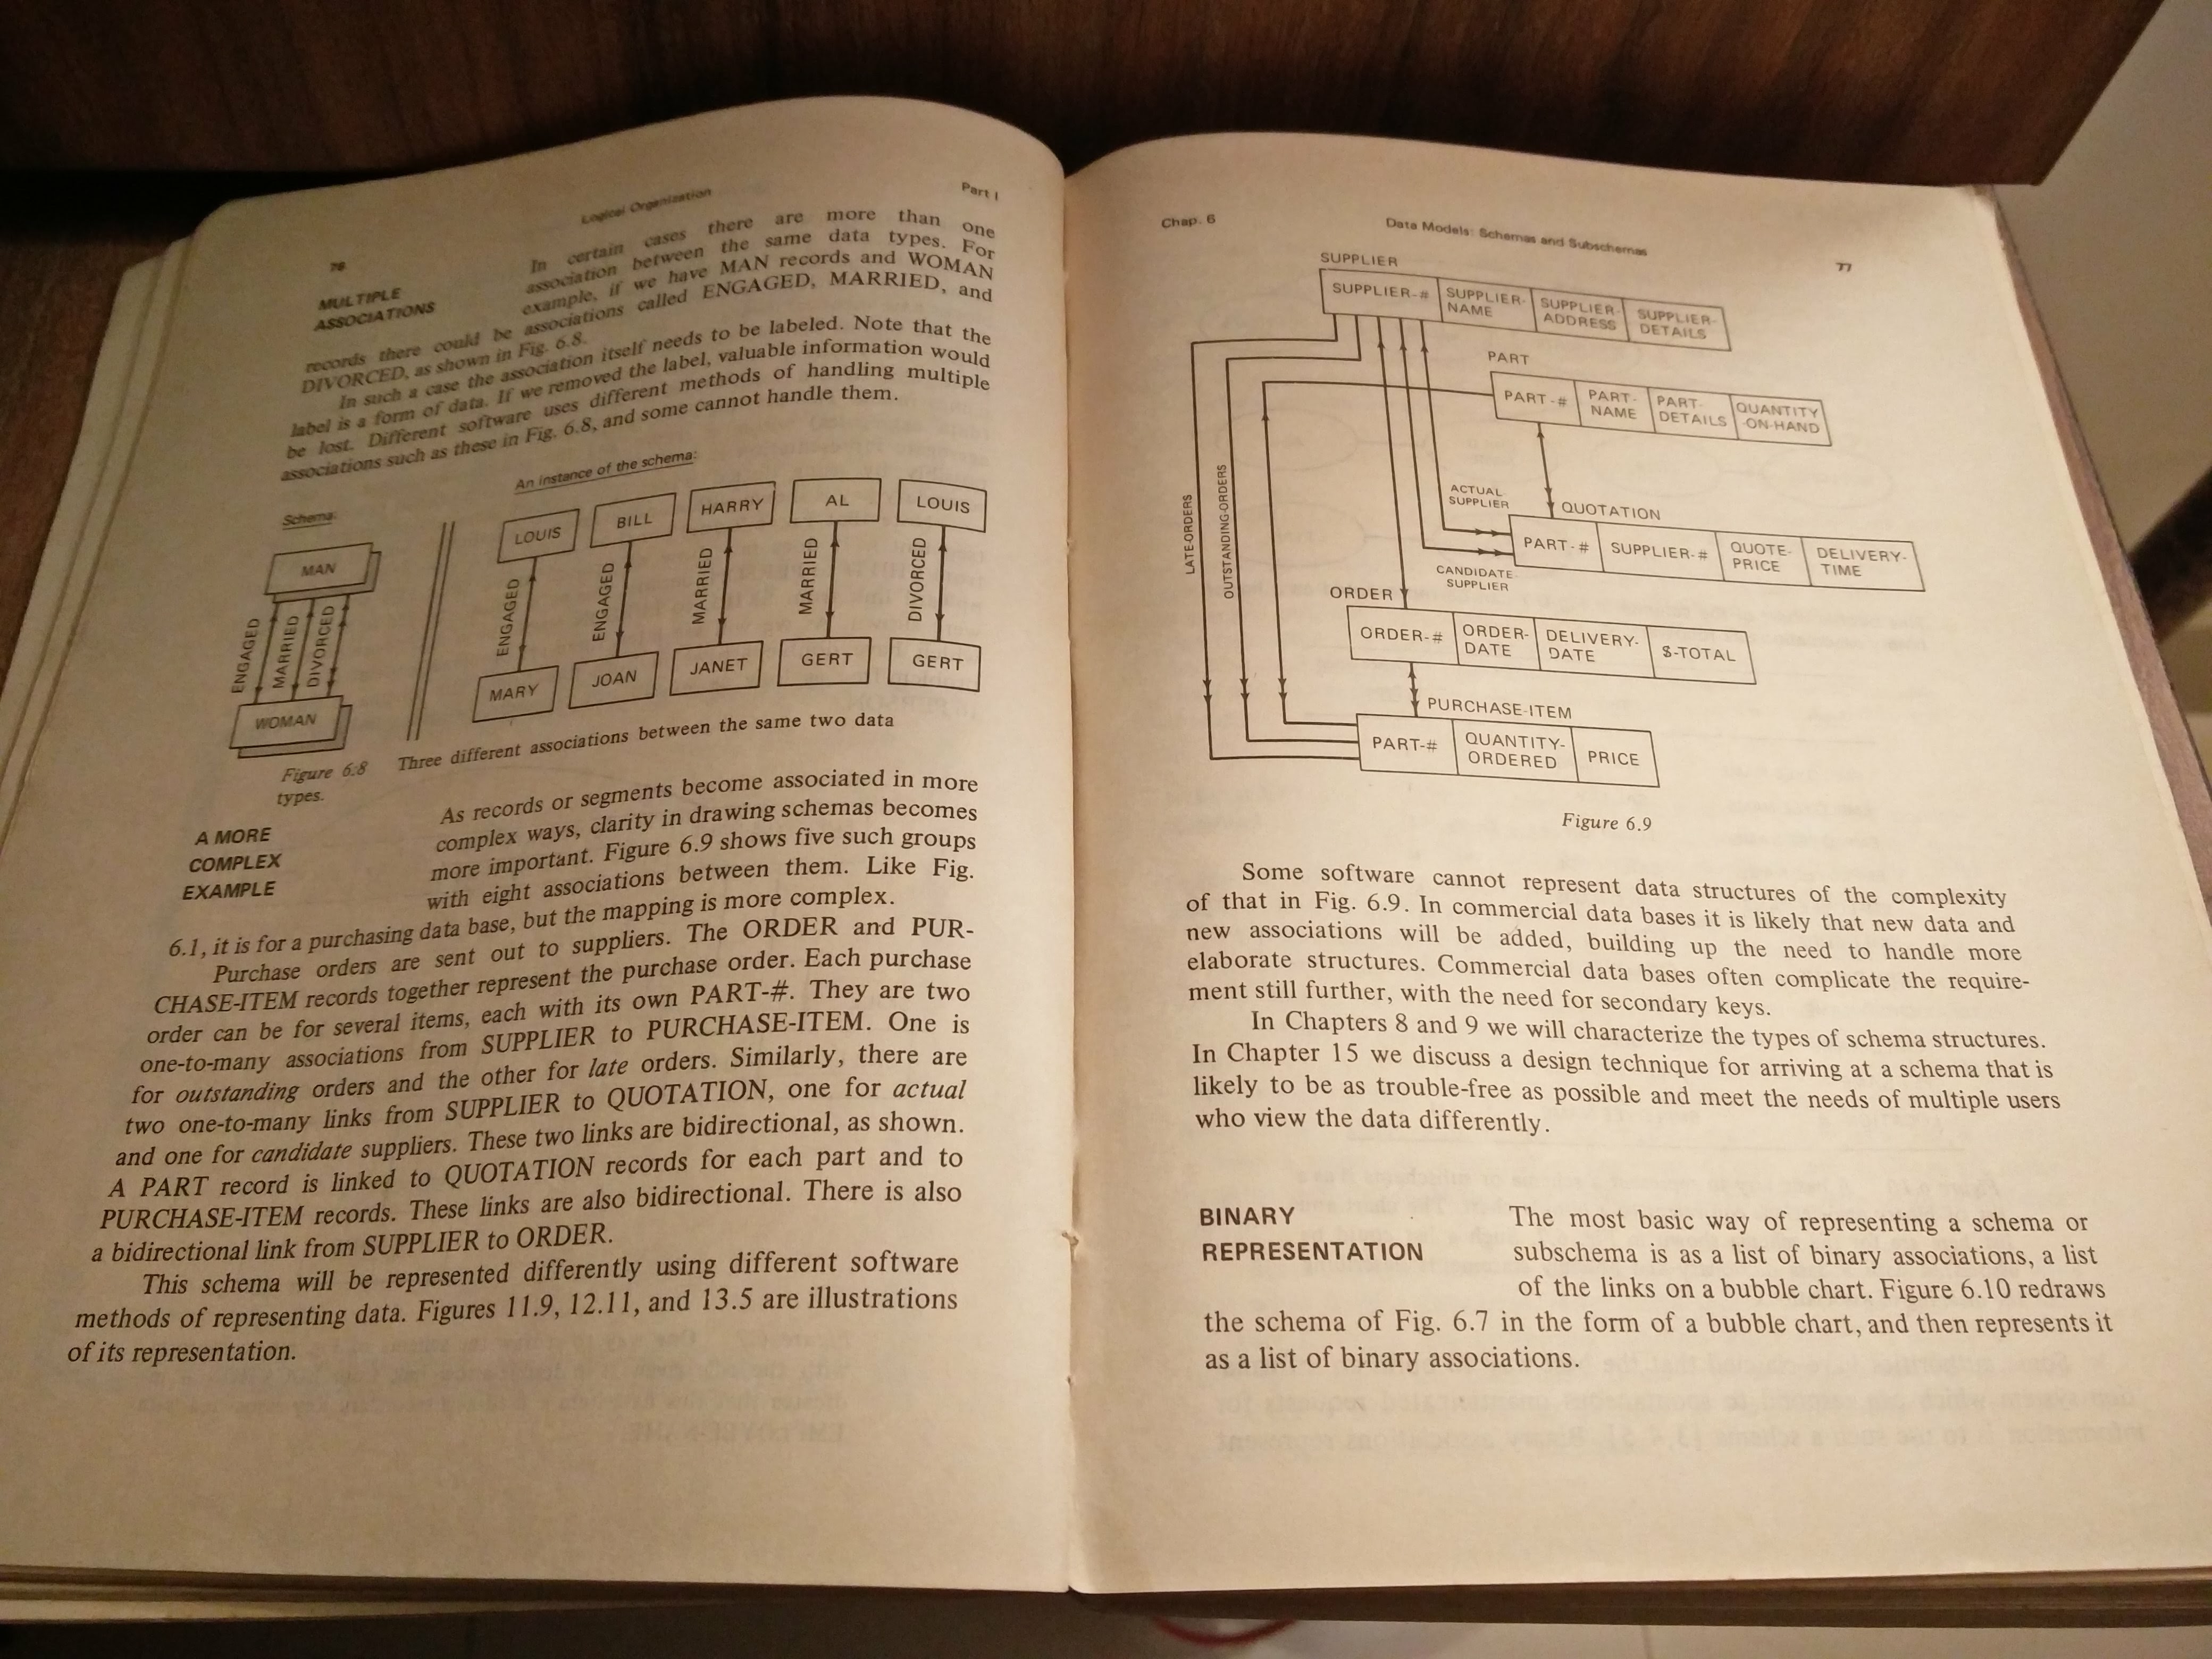 76
Logical Organization
Part I
MULTIPLE
ASSOCIATIONS
In certain cases there are more than one
association between the same data types. For
example, if we have MAN records and WOMAN
records there could be associations called ENGAGED, MARRIED, and
DIVORCED, as shown in Fig. 6.8.
In such a case the association itself needs to be labeled. Note that the
label is a form of data. If we removed the label, valuable information would
be lost. Different software uses different methods of handling multiple
associations such as these in Fig. 6.8, and some cannot handle them.
Schema:
An instance of the schema:
MAN
ENGAGED
MARRIED
DIVORCED
WOMAN
LOUIS
BILL
HARRY
AL
LOUIS
ENGAGED
ENGAGED
MARRIED
MARRIED
DIVORCED
MARY
JOAN
JANET
GERT
GERT
Figure 6.8 Three different associations between the same two data
types.
A MORE
COMPLEX
EXAMPLE
As records or segments become associated in more
complex ways, clarity in drawing schemas becomes
more important. Figure 6.9 shows five such groups
with eight associations between them. Like Fig.
6.1, it is for a purchasing data base, but the mapping is more complex.
Purchase orders are sent out to suppliers. The ORDER and PUR-
CHASE-ITEM records together represent the purchase order. Each purchase
order can be for several items, each with its own PART-#. They are two
one-to-many associations from SUPPLIER to PURCHASE-ITEM. One is
for outstanding orders and the other for late orders. Similarly, there are
two one-to-many links from SUPPLIER to QUOTATION, one for actual
and one for candidate suppliers. These two links are bidirectional, as shown.
A PART record is linked to QUOTATION records for each part and to
PURCHASE-ITEM records. These links are also bidirectional. There is also
a bidirectional link from SUPPLIER to ORDER.
This schema will be represented differently using different software
methods of representing data. Figures 11.9, 12.11, and 13.5 are illustrations
of its representation.
Chap. 6
Data Models: Schemas and Subschemas
77
SUPPLIER
SUPPLIER-#
SUPPLIER-
NAME
SUPPLIER-
ADDRESS
SUPPLIER-
DETAILS
PART
PART-#
PART-
NAME
PART-
DETAILS
QUANTITY
-ON-HAND
LATE-ORDERS
OUTSTANDING-ORDERS
ACTUAL
SUPPLIER
QUOTATION
PART-#
SUPPLIER-#
QUOTE-
PRICE
DELIVERY-
TIME
CANDIDATE-
SUPPLIER
ORDER
ORDER-#
ORDER-
DATE
DELIVERY-
DATE
$-TOTAL
PURCHASE-ITEM
PART-#
QUANTITY-
ORDERED
PRICE
Figure 6.9
Some software cannot represent data structures of the complexity
of that in Fig. 6.9. In commercial data bases it is likely that new data and
new associations will be added, building up the need to handle more
elaborate structures. Commercial data bases often complicate the require-
ment still further, with the need for secondary keys.
In Chapters 8 and 9 we will characterize the types of schema structures.
In Chapter 15 we discuss a design technique for arriving at a schema that is
likely to be as trouble-free as possible and meet the needs of multiple users
who view the data differently.
BINARY
REPRESENTATION
The most basic way of representing a schema or
subschema is as a list of binary associations, a list
of the links on a bubble chart. Figure 6.10 redraws
the schema of Fig. 6.7 in the form of a bubble chart, and then represents it
as a list of binary associations.